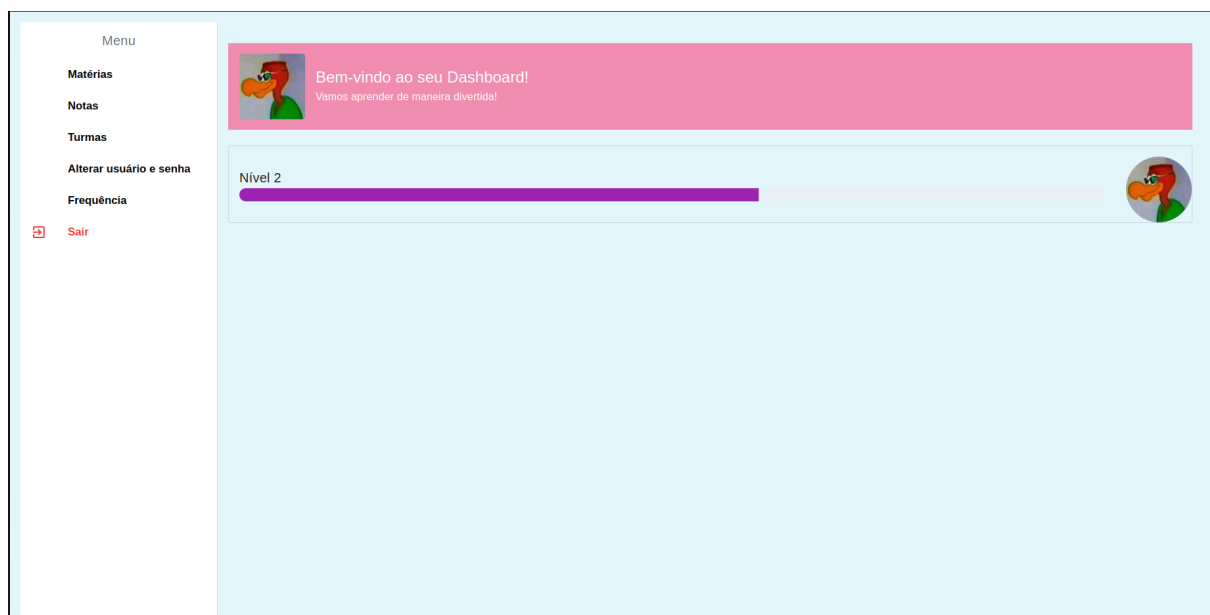 Menu
Matérias
Notas
Turmas
Alterar usuário e senha
Frequência
Sair
Bem-vindo ao seu Dashboard!
Vamos aprender de maneira divertida!
Nível 2